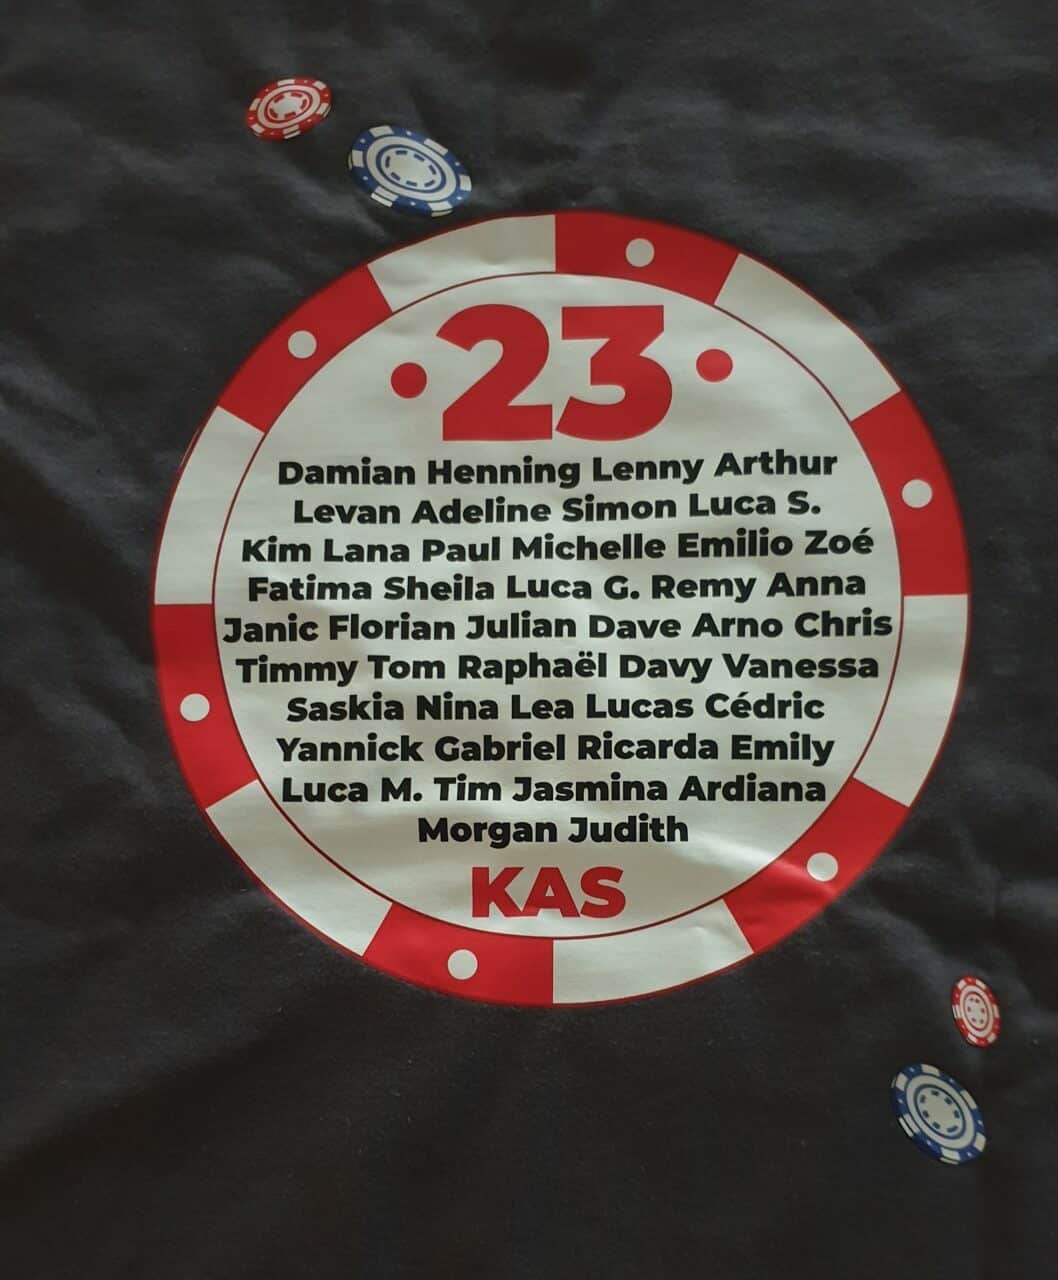 23
Damian Henning Lenny Arthur
Levan Adeline Simon Luca S.
Kim Lana Paul Michelle Emilio Zoé
Fatima Sheila Luca G. Remy Anna
Janic Florian Julian Dave Arno Chris
Timmy Tom Raphaël Davy Vanessa
Saskia Nina Lea Lucas Cédric
Yannick Gabriel Ricarda Emily
Luca M. Tim Jasmina Ardiana
Morgan Judith
KAS